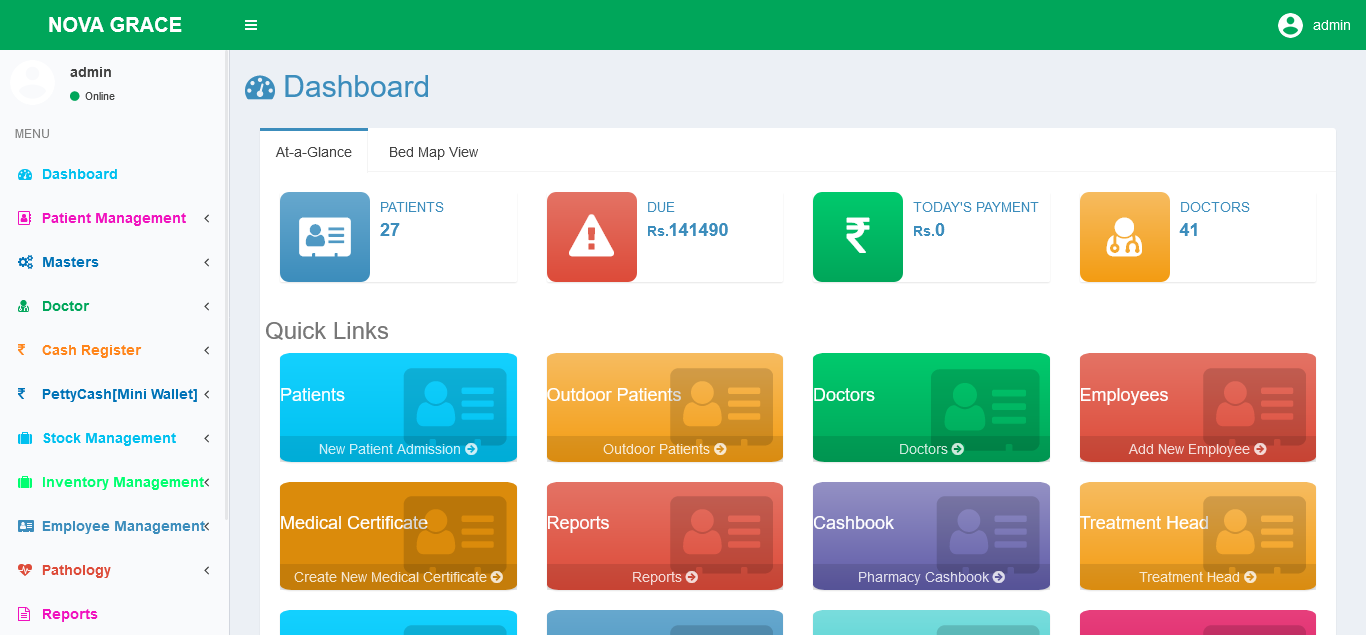 NOVA GRACE
admin
admin
Online
MENU
Dashboard
Patient Management
Masters
Doctor
Cash Register
PettyCash[Mini Wallet]
Stock Management
Inventory Management
Employee Management
Pathology
Reports
Dashboard
At-a-Glance
Bed Map View
PATIENTS
27
DUE
Rs.141490
TODAY'S PAYMENT
Rs.0
DOCTORS
41
Quick Links
Patients
New Patient Admission
Outdoor Patients
Outdoor Patients
Doctors
Doctors
Employees
Add New Employee
Medical Certificate
Create New Medical Certificate
Reports
Reports
Cashbook
Pharmacy Cashbook
Treatment Head
Treatment Head